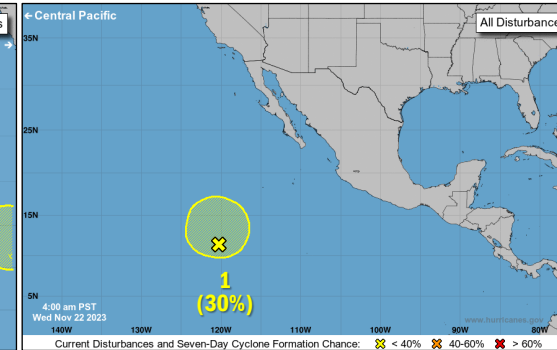 s
← Central Pacific
All Disturbance
→
35N
25N
15N
5N
1
(30%)
4:00 am PST
Wed Nov 22 2023
www.hurricanes.gov
140W 130W 120W 110W 100W 90W 80W
Current Disturbances and Seven-Day Cyclone Formation Chance: < 40% 40-60% > 60%